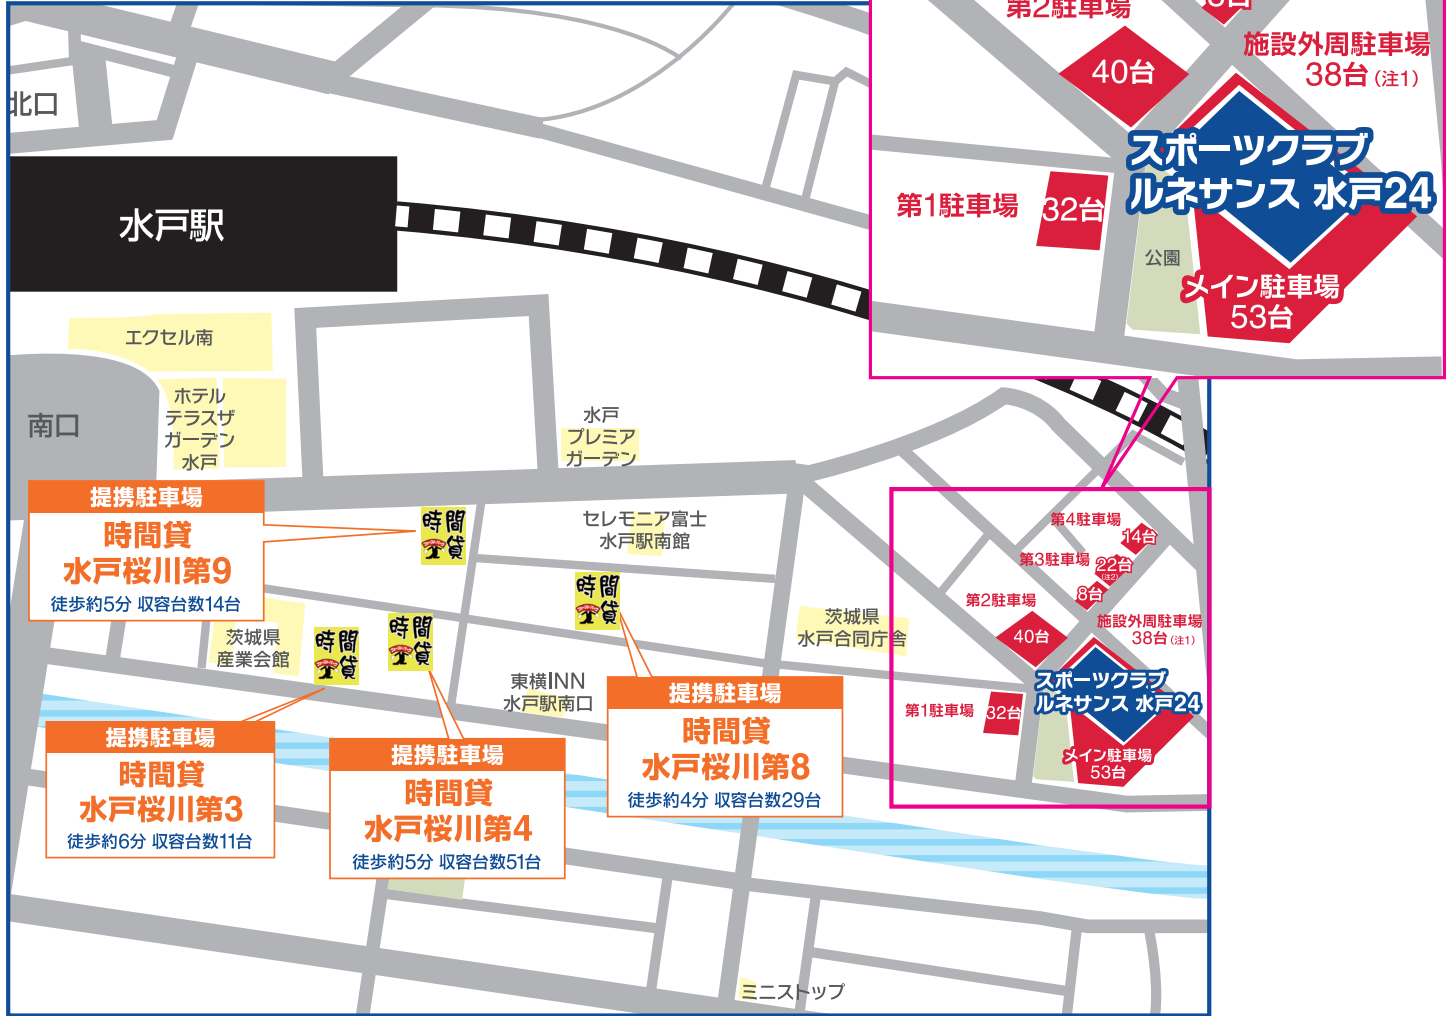 北口
水戸駅
エクセル南
ホテル
テラスザ
ガーデン
水戸
南口
水戸
プレミア
ガーデン
提携駐車場
時間貸
水戸桜川第9
徒歩約5分 収容台数14台
時間
貸
セレモニア富士
水戸駅南館
時間
貸
茨城県
産業会館
時間
貸
時間
貸
東横INN
水戸駅南口
茨城県
水戸合同庁舎
提携駐車場
時間貸
水戸桜川第3
徒歩約6分 収容台数11台
提携駐車場
時間貸
水戸桜川第4
徒歩約5分 収容台数51台
提携駐車場
時間貸
水戸桜川第8
徒歩約4分 収容台数29台
ミニストップ
第2駐車場
40台
施設外周駐車場
38台(注1)
スポーツクラブ
ルネサンス 水戸24
第1駐車場
32台
公園
メイン駐車場
53台
第4駐車場
14台
第3駐車場
22台
(注2)
8台
第2駐車場
40台
施設外周駐車場
38台(注1)
スポーツクラブ
ルネサンス 水戸24
第1駐車場
32台
メイン駐車場
53台